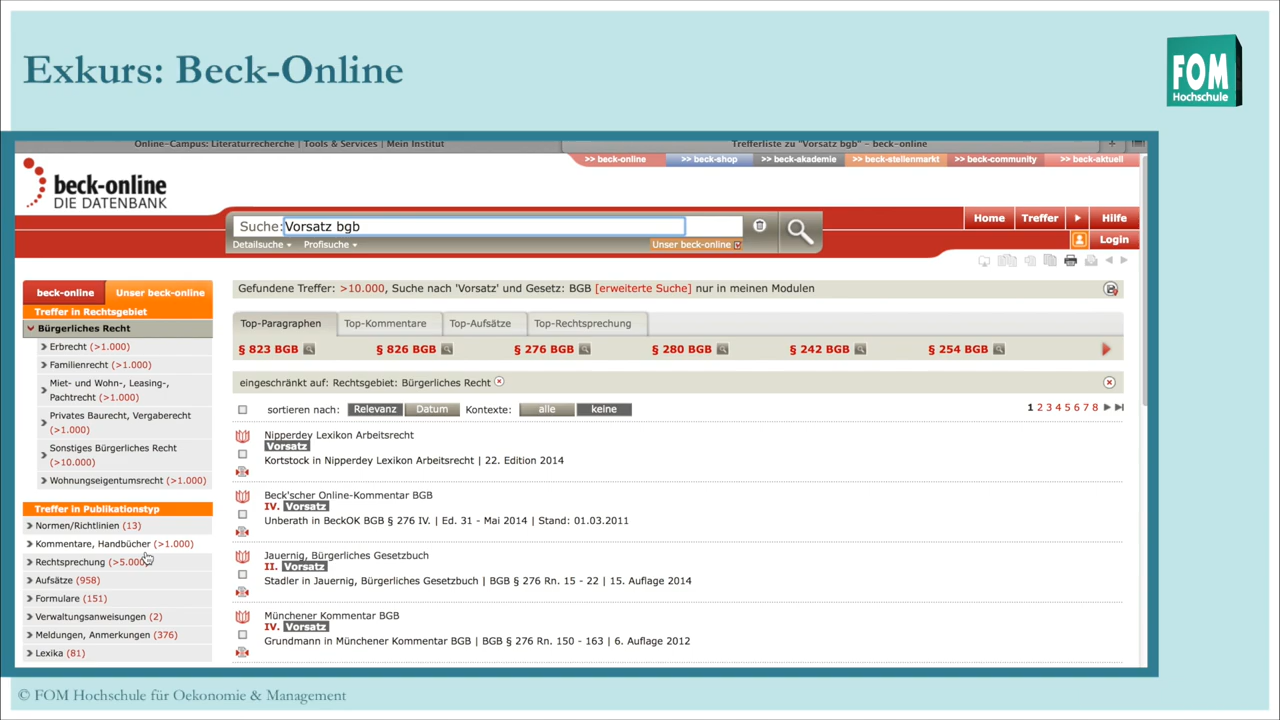 Exkurs: Beck-Online
FOM
Hochschule
Online-Campus: Literaturrecherche | Tools & Services | Mein Institut
Trefferliste zu "Vorsatz bgb" – beck-online
>> beck-online >> beck-shop >> beck-akademie >> beck-stellenmarkt >> beck-community >> beck-aktuell
beck-online
DIE DATENBANK
Suche: Vorsatz bgb
Detailsuche Profisuche Unser beck-online
Home Treffer Hilfe
Login
beck-online Unser beck-online
Treffer in Rechtsgebiet
Bürgerliches Recht
Erbrecht (>1.000)
Familienrecht (>1.000)
Miet- und Wohn-, Leasing-,
Pachtrecht (>1.000)
Privates Baurecht, Vergaberecht
(>1.000)
Sonstiges Bürgerliches Recht
(>10.000)
Wohnungseigentumsrecht (>1.000)
Treffer in Publikationstyp
Normen/Richtlinien (13)
Kommentare, Handbücher (>1.000)
Rechtsprechung (>5.000)
Aufsätze (958)
Formulare (151)
Verwaltungsanweisungen (2)
Meldungen, Anmerkungen (376)
Lexika (81)
Gefundene Treffer: >10.000, Suche nach 'Vorsatz' und Gesetz: BGB [erweiterte Suche] nur in meinen Modulen
Top-Paragraphen Top-Kommentare Top-Aufsätze Top-Rechtsprechung
§ 823 BGB § 826 BGB § 276 BGB § 280 BGB § 242 BGB § 254 BGB
eingeschränkt auf: Rechtsgebiet: Bürgerliches Recht
sortieren nach: Relevanz Datum Kontexte: alle keine
1 2 3 4 5 6 7 8
Nipperdey Lexikon Arbeitsrecht
Vorsatz
Kortstock in Nipperdey Lexikon Arbeitsrecht | 22. Edition 2014
Beck'scher Online-Kommentar BGB
IV. Vorsatz
Unberath in BeckOK BGB § 276 IV. | Ed. 31 - Mai 2014 | Stand: 01.03.2011
Jauernig, Bürgerliches Gesetzbuch
II. Vorsatz
Stadler in Jauernig, Bürgerliches Gesetzbuch | BGB § 276 Rn. 15 - 22 | 15. Auflage 2014
Münchener Kommentar BGB
IV. Vorsatz
Grundmann in Münchener Kommentar BGB | BGB § 276 Rn. 150 - 163 | 6. Auflage 2012
© FOM Hochschule für Oekonomie & Management